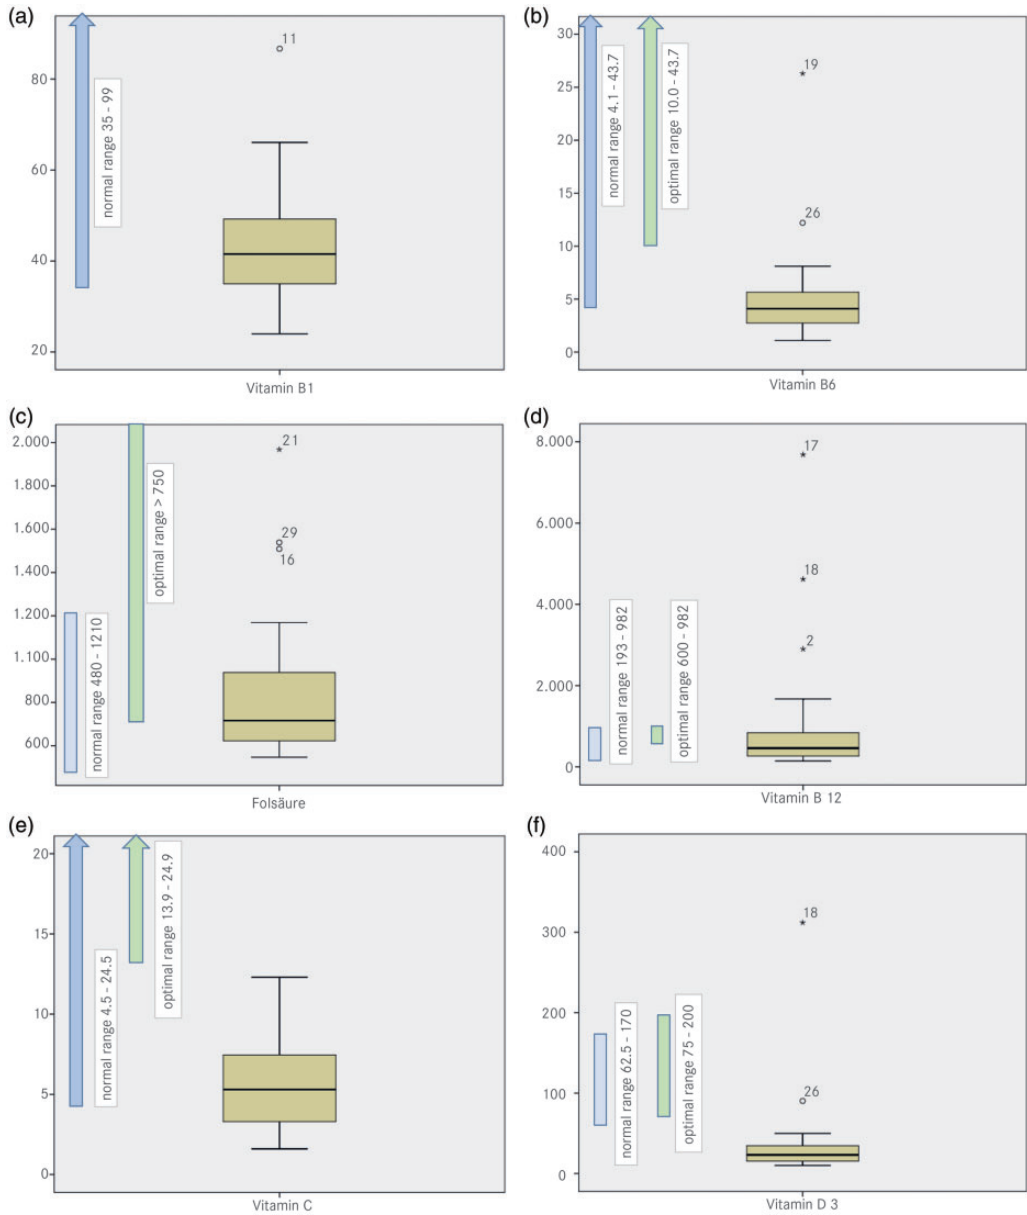 (a)
80
60
40
20
normal range 35 - 99
11
Vitamin B1
(b)
30
25
20
15
10
5
0
normal range 4.1 - 43.7
optimal range 10.0 - 43.7
19
26
Vitamin B6
(c)
2.000
1.800
1.600
1.400
1.200
1.100
800
600
normal range 480 - 1210
optimal range > 750
21
29
16
Folsäure
(d)
8.000
6.000
4.000
2.000
0
normal range 193 - 982
optimal range 600 - 982
17
18
2
Vitamin B 12
(e)
20
15
10
5
0
normal range 4.5 - 24.5
optimal range 13.9 - 24.9
Vitamin C
(f)
400
300
200
100
0
normal range 62.5 - 170
optimal range 75 - 200
18
26
Vitamin D 3